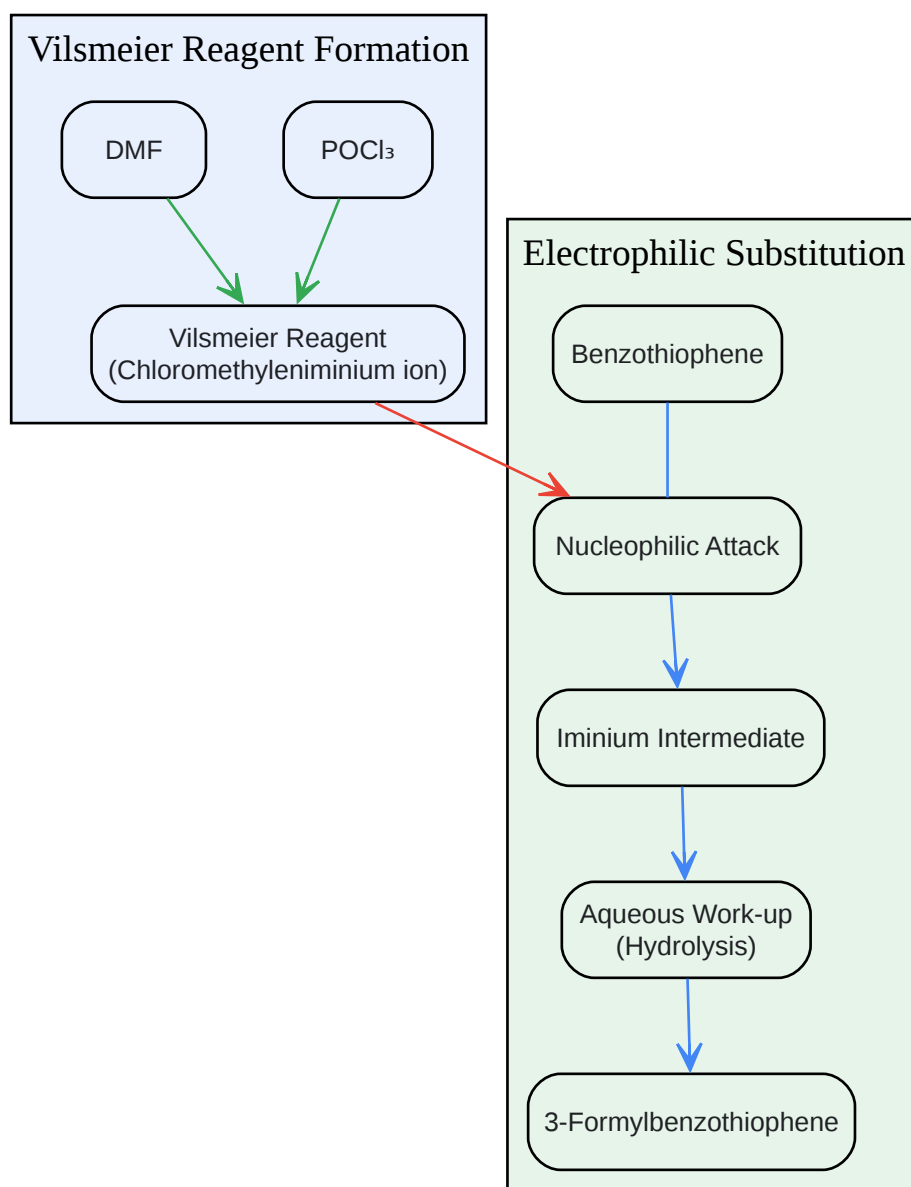 Vilsmeier Reagent Formation
DMF
POCl₃
Vilsmeier Reagent
(Chloromethyleniminium ion)
Electrophilic Substitution
Benzothiophene
Nucleophilic Attack
Iminium Intermediate
Aqueous Work-up
(Hydrolysis)
3-Formylbenzothiophene